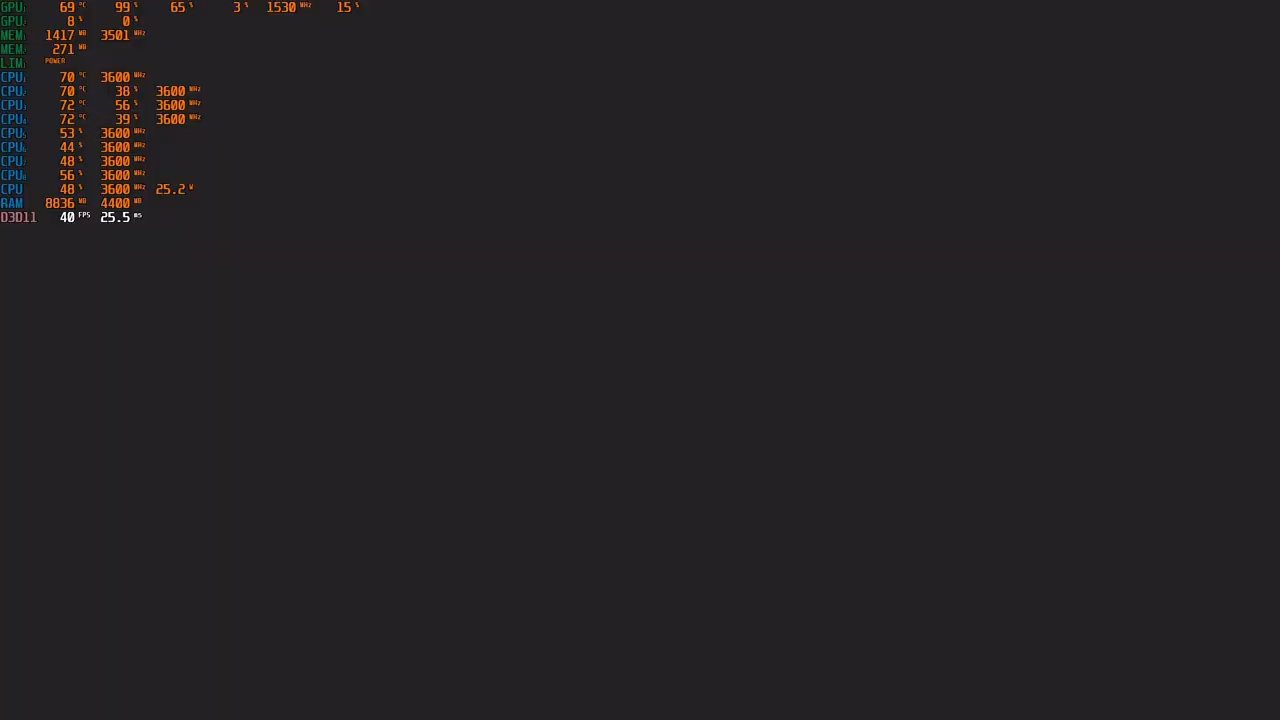 GPU 69 °C 99 % 65 % 3 % 1530 MHz 15 %
GPU 8 % 0 %
MEM 1417 MB 3501 MHz
MEM 271 MB
LIM POWER
CPU 70 °C 3600 MHz
CPU 70 °C 38 % 3600 MHz
CPU 72 °C 56 % 3600 MHz
CPU 72 °C 39 % 3600 MHz
CPU 53 % 3600 MHz
CPU 44 % 3600 MHz
CPU 48 % 3600 MHz
CPU 56 % 3600 MHz
CPU 48 % 3600 MHz 25.2 W
RAM 8836 MB 4400 MB
D3D11 40 FPS 25.5 ms